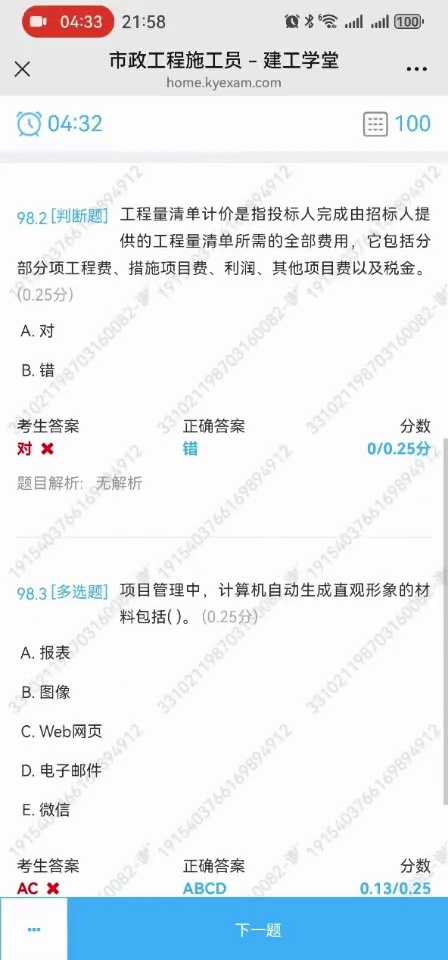 04:33 21:58 100
市政工程施工员 - 建工学堂
home.kyexam.com
04:32 100
98.2 [判断题] 工程量清单计价是指投标人完成由招标人提
供的工程量清单所需的全部费用，它包括分
部分项工程费、措施项目费、利润、其他项目费以及税金。
(0.25分)
A. 对
B. 错
考生答案 正确答案 分数
对 错 0/0.25分
题目解析：无解析
98.3 [多选题] 项目管理中，计算机自动生成直观形象的材
料包括( )。 (0.25分)
A. 报表
B. 图像
C. Web网页
D. 电子邮件
E. 微信
考生答案 正确答案 分数
AC ABCD 0.13/0.25
下一题